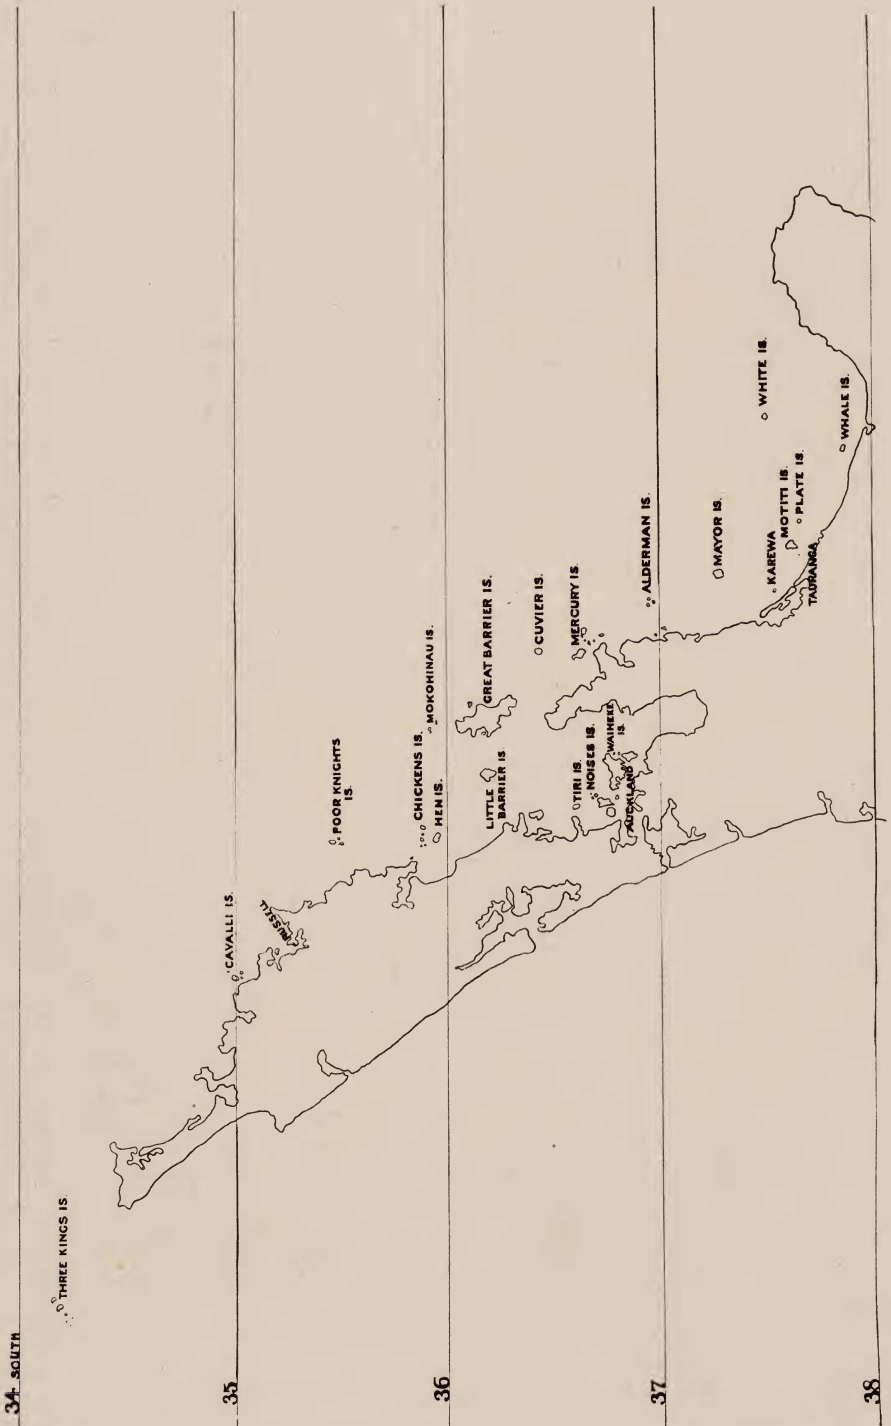 34 SOUTH
THREE KINGS IS.
35
CAVALLI IS.
RUSSELL
POOR KNIGHTS
IS.
36
CHICKENS IS.
HEN IS.
MOKOHINAU IS.
LITTLE
BARRIER IS
GREAT BARRIER IS.
CUVIER IS.
MERCURY IS.
TIRI IS.
NOISES IS.
WAIHEKE
IS.
AUCKLAND
37
ALDERMAN IS.
MAYOR IS.
WHITE IS.
KAREWA
MOTITI IS.
PLATE IS.
TAURANGA
WHALE IS.
38